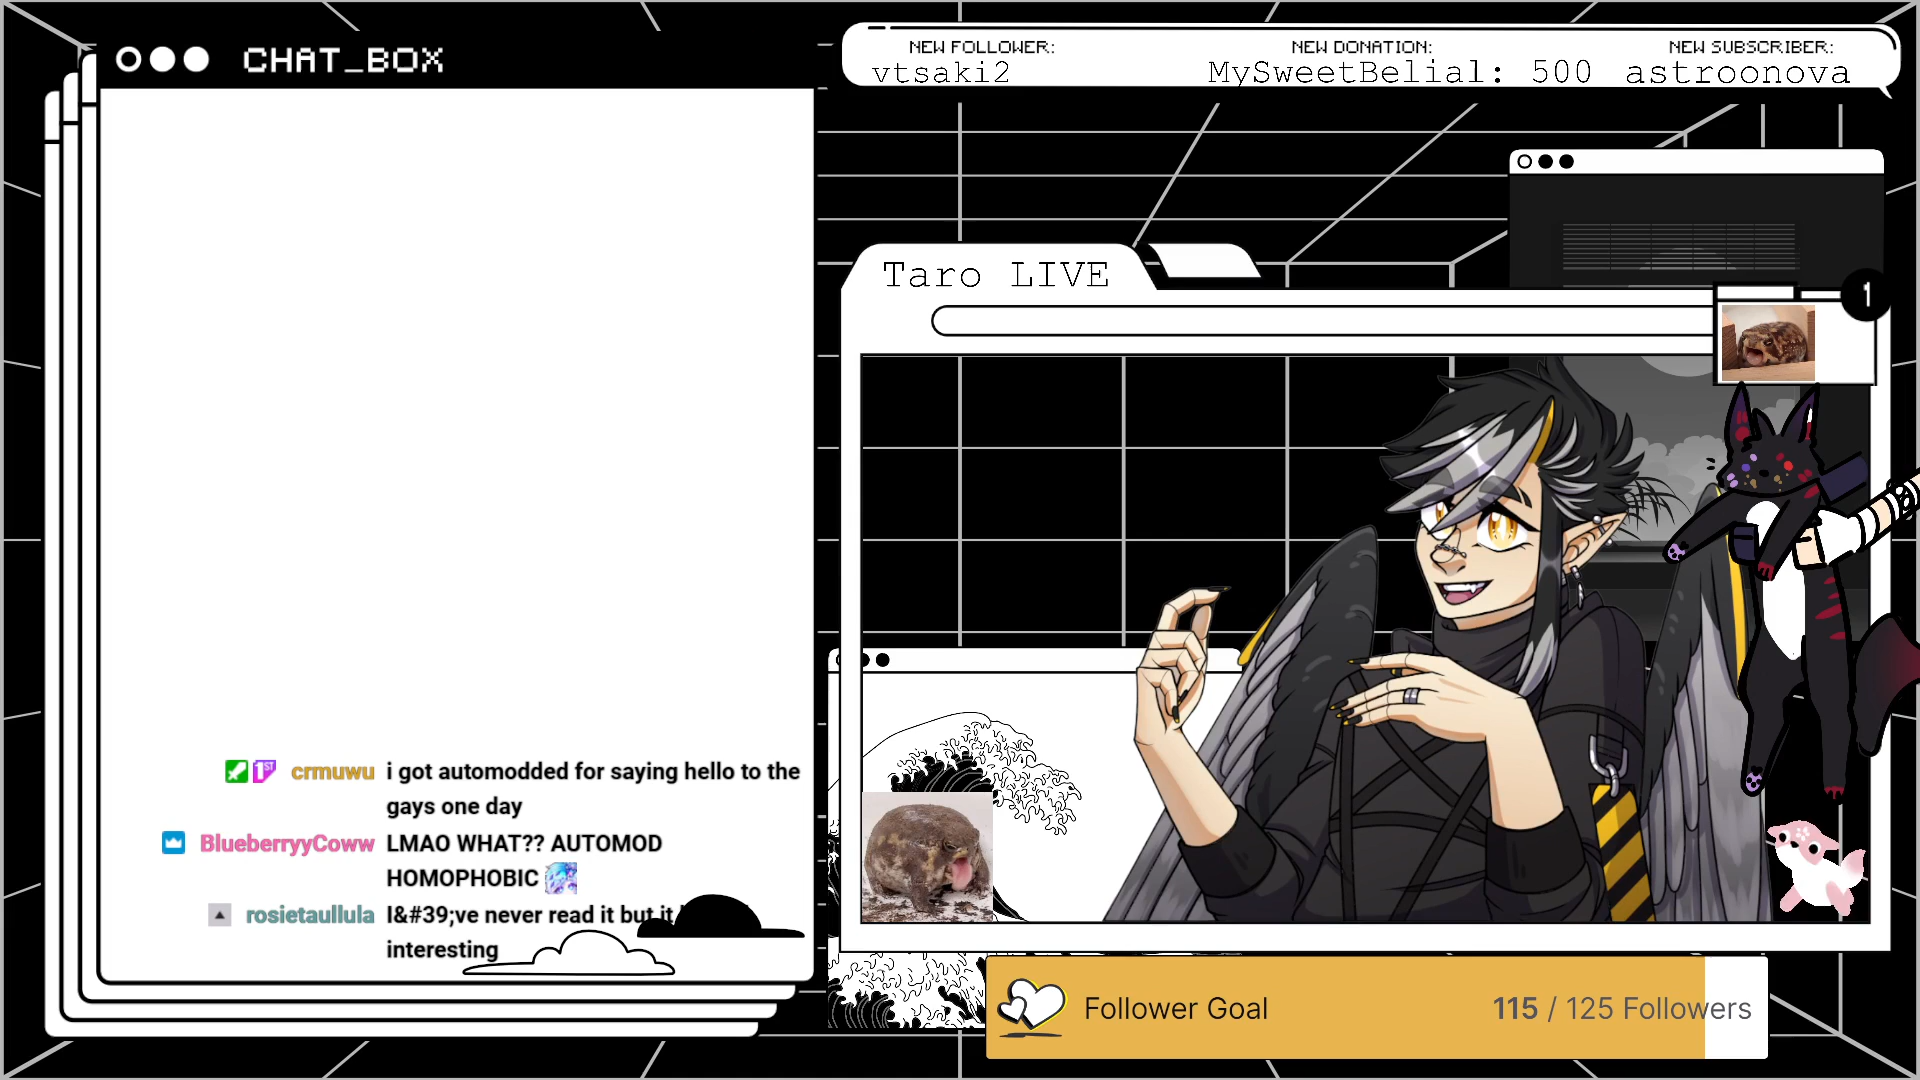 CHAT_BOX
NEW FOLLOWER:
vtsaki2
NEW DONATION:
MySweetBelial: 500
NEW SUBSCRIBER:
astroonova
Taro LIVE
1
1ST crmuwu i got automodded for saying hello to the
gays one day
BlueberryyCoww LMAO WHAT?? AUTOMOD
HOMOPHOBIC
rosietaullula I&#39;ve never read it but it
interesting
Follower Goal
115 / 125 Followers